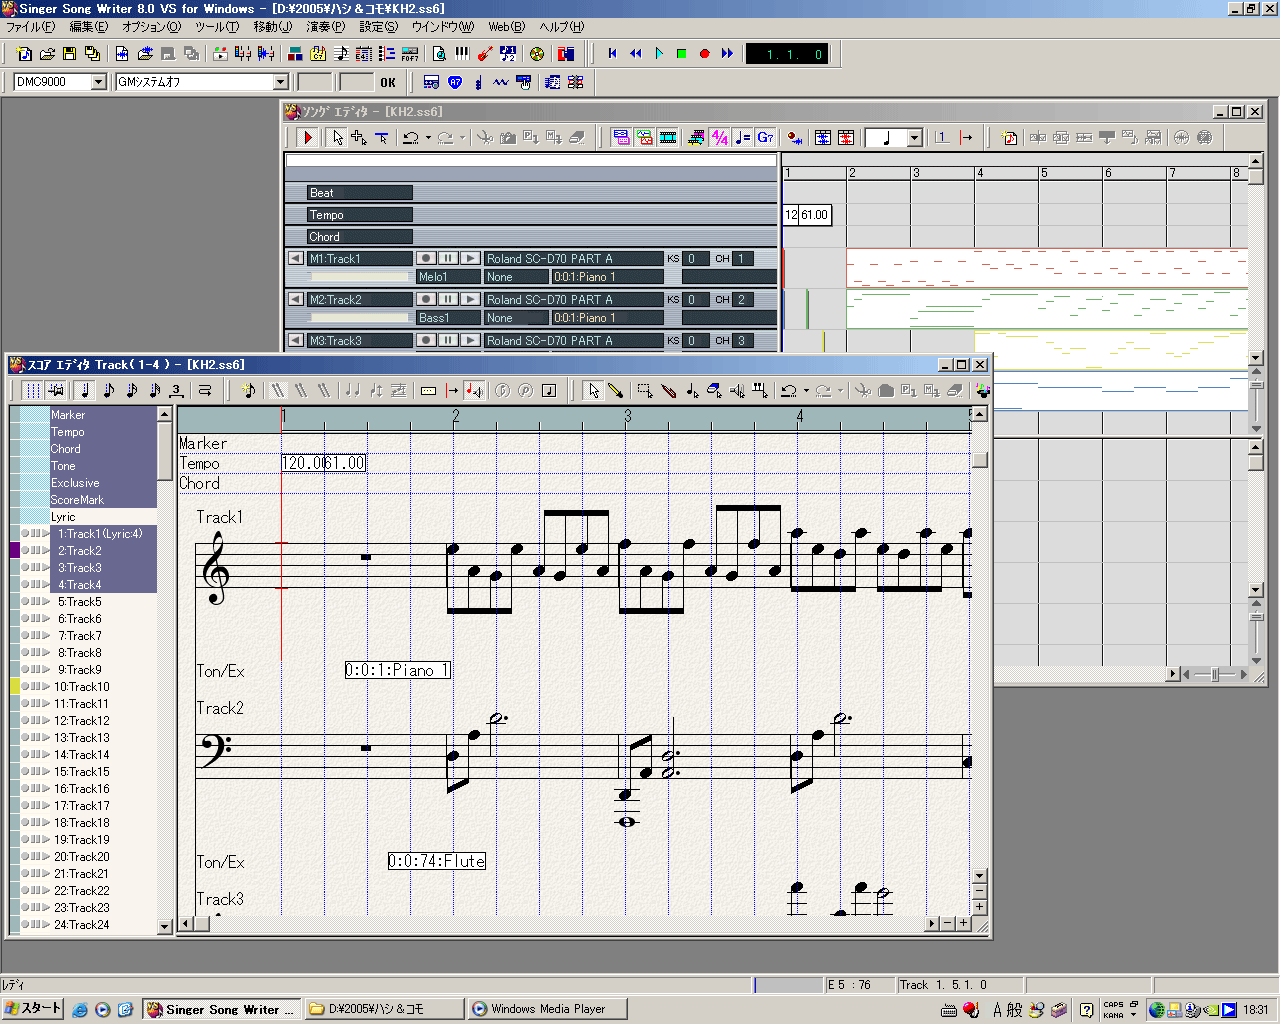 Singer Song Writer 8.0 VS for Windows - [D:¥2005¥ハシ＆コモ¥KH2.ss6]
ファイル(F) 編集(E) オプション(O) ツール(T) 移動(J) 演奏(P) 設定(S) ウインドウ(W) Web(B) ヘルプ(H)
1. 1. 0
DMC9000 GMシステムオフ OK
ソング エディタ - [KH2.ss6]
4/4 G7
1 2 3 4 5 6 7 8
Beat
Tempo
12 61.00
Chord
M1:Track1 Roland SC-D70 PART A KS 0 CH 1
Melo1 None 0:0:1:Piano 1
M2:Track2 Roland SC-D70 PART A KS 0 CH 2
Bass1 None 0:0:1:Piano 1
M3:Track3 Roland SC-D70 PART A KS 0 CH 3
スコア エディタ Track( 1-4 ) - [KH2.ss6]
Marker
Tempo
Chord
Tone
Exclusive
ScoreMark
Lyric
1:Track1(Lyric:4)
2:Track2
3:Track3
4:Track4
5:Track5
6:Track6
7:Track7
8:Track8
9:Track9
10:Track10
11:Track11
12:Track12
13:Track13
14:Track14
15:Track15
16:Track16
17:Track17
18:Track18
19:Track19
20:Track20
21:Track21
22:Track22
23:Track23
24:Track24
1 2 3 4 5
Marker
Tempo 120.0 61.00
Chord
Track1
Ton/Ex 0:0:1:Piano 1
Track2
Ton/Ex 0:0:74:Flute
Track3
レディ E 5 : 76 Track 1. 5. 1. 0
スタート Singer Song Writer ... D:¥2005¥ハシ＆コモ Windows Media Player A 般 CAPS KANA 18:31